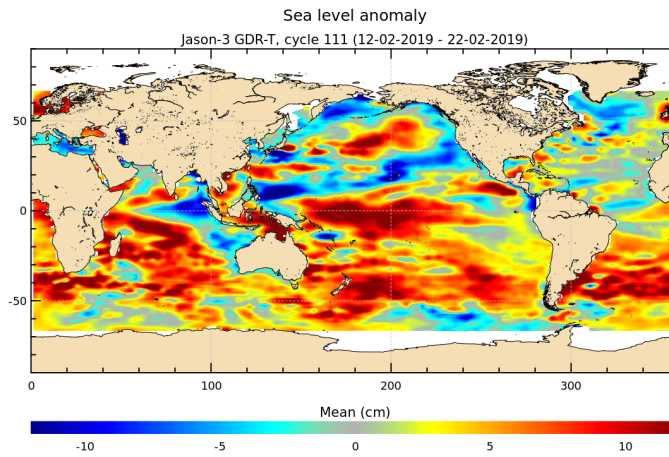 Sea level anomaly
Jason-3 GDR-T, cycle 111 (12-02-2019 - 22-02-2019)
50
0
-50
0 100 200 300
Mean (cm)
-10 -5 0 5 10